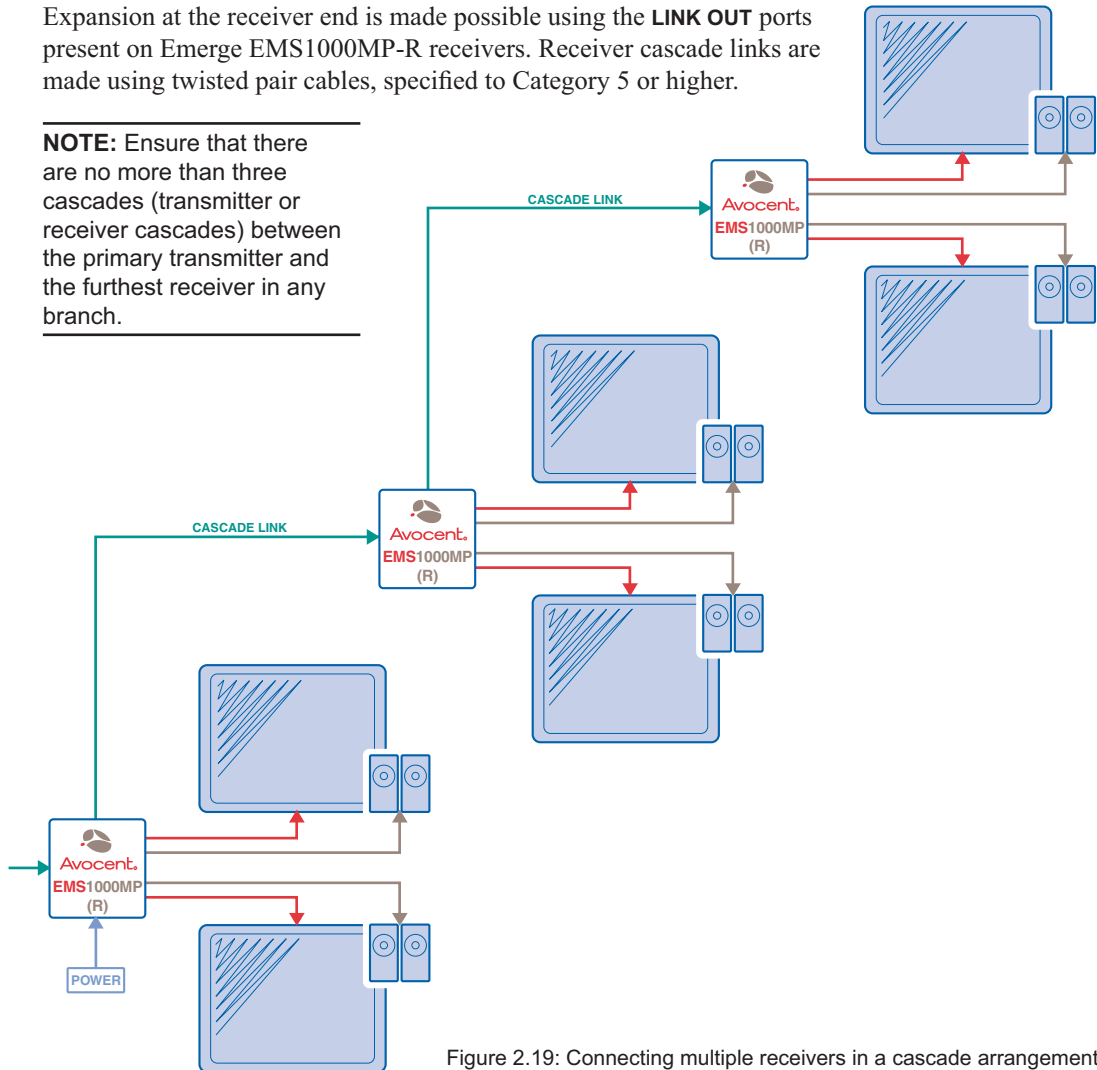 Expansion at the receiver end is made possible using the LINK OUT ports
present on Emerge EMS1000MP-R receivers. Receiver cascade links are
made using twisted pair cables, specified to Category 5 or higher.
NOTE: Ensure that there
are no more than three
cascades (transmitter or
receiver cascades) between
the primary transmitter and
the furthest receiver in any
branch.
CASCADE LINK
Avocent.
EMS1000MP
(R)
CASCADE LINK
Avocent.
EMS1000MP
(R)
Avocent.
EMS1000MP
(R)
POWER
Figure 2.19: Connecting multiple receivers in a cascade arrangement